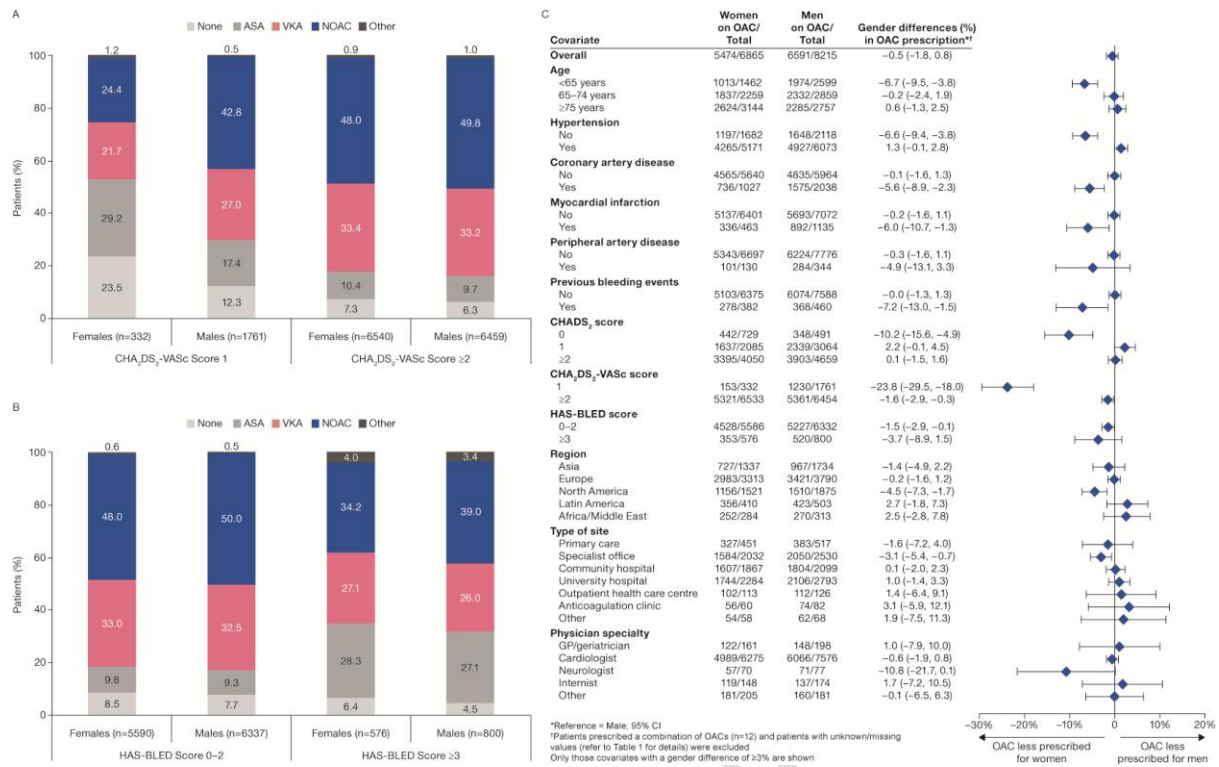 A
None ASA VKA NOAC Other
Patients (%)
100
80
60
40
20
0
1.2 0.5 0.9 1.0
24.4 42.8 48.0 49.8
21.7 27.0 33.4 33.2
29.2 17.4 10.4 9.7
23.5 12.3 7.3 6.3
Females (n=332) Males (n=1761) Females (n=6540) Males (n=6459)
CHA₂DS₂-VASc Score 1 CHA₂DS₂-VASc Score ≥2
B
None ASA VKA NOAC Other
Patients (%)
100
80
60
40
20
0
0.6 0.5 4.0 3.4
48.0 50.0 34.2 39.0
33.0 32.5 27.1 26.0
9.8 9.3 28.3 27.1
8.5 7.7 6.4 4.5
Females (n=5590) Males (n=6337) Females (n=576) Males (n=800)
HAS-BLED Score 0–2 HAS-BLED Score ≥3
C
Women Men
on OAC/ on OAC/ Gender differences (%)
Covariate Total Total in OAC prescription*†
Overall 5474/6865 6591/8215 −0.5 (−1.8, 0.8)
Age
<65 years 1013/1462 1974/2599 −6.7 (−9.5, −3.8)
65–74 years 1837/2259 2332/2859 −0.2 (−2.4, 1.9)
≥75 years 2624/3144 2285/2757 0.6 (−1.3, 2.5)
Hypertension
No 1197/1682 1648/2118 −6.6 (−9.4, −3.8)
Yes 4265/5171 4927/6073 1.3 (−0.1, 2.8)
Coronary artery disease
No 4565/5640 4835/5964 −0.1 (−1.6, 1.3)
Yes 736/1027 1575/2038 −5.6 (−8.9, −2.3)
Myocardial infarction
No 5137/6401 5693/7072 −0.2 (−1.6, 1.1)
Yes 336/463 892/1135 −6.0 (−10.7, −1.3)
Peripheral artery disease
No 5343/6697 6224/7776 −0.3 (−1.6, 1.1)
Yes 101/130 284/344 −4.9 (−13.1, 3.3)
Previous bleeding events
No 5103/6375 6074/7588 −0.0 (−1.3, 1.3)
Yes 278/382 368/460 −7.2 (−13.0, −1.5)
CHADS₂ score
0 442/729 348/491 −10.2 (−15.6, −4.9)
1 1637/2085 2339/3064 2.2 (−0.1, 4.5)
≥2 3395/4050 3903/4659 0.1 (−1.5, 1.6)
CHA₂DS₂-VASc score
1 153/332 1230/1761 −23.8 (−29.5, −18.0)
≥2 5321/6533 5361/6454 −1.6 (−2.9, −0.3)
HAS-BLED score
0–2 4528/5586 5227/6332 −1.5 (−2.9, −0.1)
≥3 353/576 520/800 −3.7 (−8.9, 1.5)
Region
Asia 727/1337 967/1734 −1.4 (−4.9, 2.2)
Europe 2983/3313 3421/3790 −0.2 (−1.6, 1.2)
North America 1156/1521 1510/1875 −4.5 (−7.3, −1.7)
Latin America 356/410 423/503 2.7 (−1.8, 7.3)
Africa/Middle East 252/284 270/313 2.5 (−2.8, 7.8)
Type of site
Primary care 327/451 383/517 −1.6 (−7.2, 4.0)
Specialist office 1584/2032 2050/2530 −3.1 (−5.4, −0.7)
Community hospital 1607/1867 1804/2099 0.1 (−2.0, 2.3)
University hospital 1744/2284 2106/2793 1.0 (−1.4, 3.3)
Outpatient health care centre 102/113 112/126 1.4 (−6.4, 9.1)
Anticoagulation clinic 56/60 74/82 3.1 (−5.9, 12.1)
Other 54/58 62/68 1.9 (−7.5, 11.3)
Physician specialty
GP/geriatrician 122/161 148/198 1.0 (−7.9, 10.0)
Cardiologist 4989/6275 6066/7576 −0.6 (−1.9, 0.8)
Neurologist 57/70 71/77 −10.8 (−21.7, 0.1)
Internist 119/148 137/174 1.7 (−7.2, 10.5)
Other 181/205 160/181 −0.1 (−6.5, 6.3)
−30% −20% −10% 0 10% 20%
OAC less prescribed OAC less
for women prescribed for men
*Reference = Male; 95% CI
†Patients prescribed a combination of OACs (n=12) and patients with unknown/missing
values (refer to Table 1 for details) were excluded
Only those covariates with a gender difference of ≥3% are shown